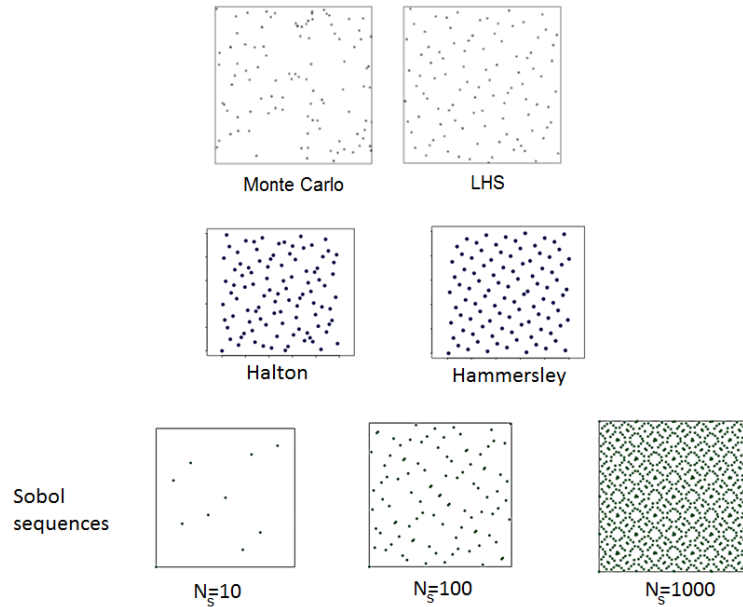 Monte Carlo
LHS
Halton
Hammersley
Sobol
sequences
Ns=10
Ns=100
Ns=1000